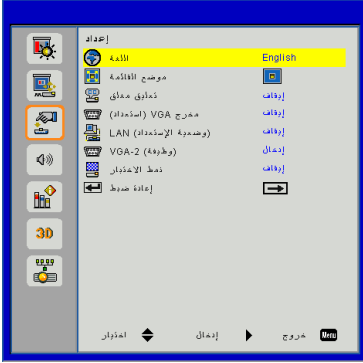 إعداد
اللغة English
موضع القائمة
تعليق مغلق إيقاف
مخرج VGA (استعداد) إيقاف
LAN (وضعية الإستعداد) إيقاف
VGA-2 (وظيفة) إدخال
نمط الاختبار إيقاف
إعادة ضبط
3D
اختيار إدخال Menu خروج